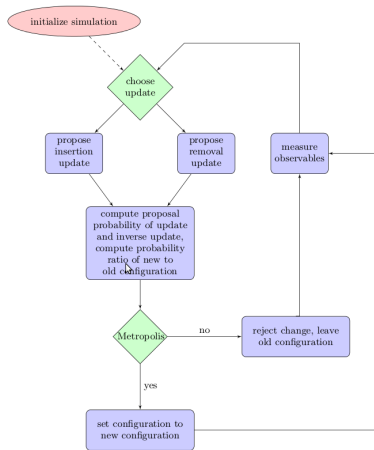 initialize simulation
choose
update
propose
insertion
update
propose
removal
update
measure
observables
compute proposal
probability of update
and inverse update,
compute probability
ratio of new to
old configuration
Metropolis
no
reject change, leave
old configuration
yes
set configuration to
new configuration